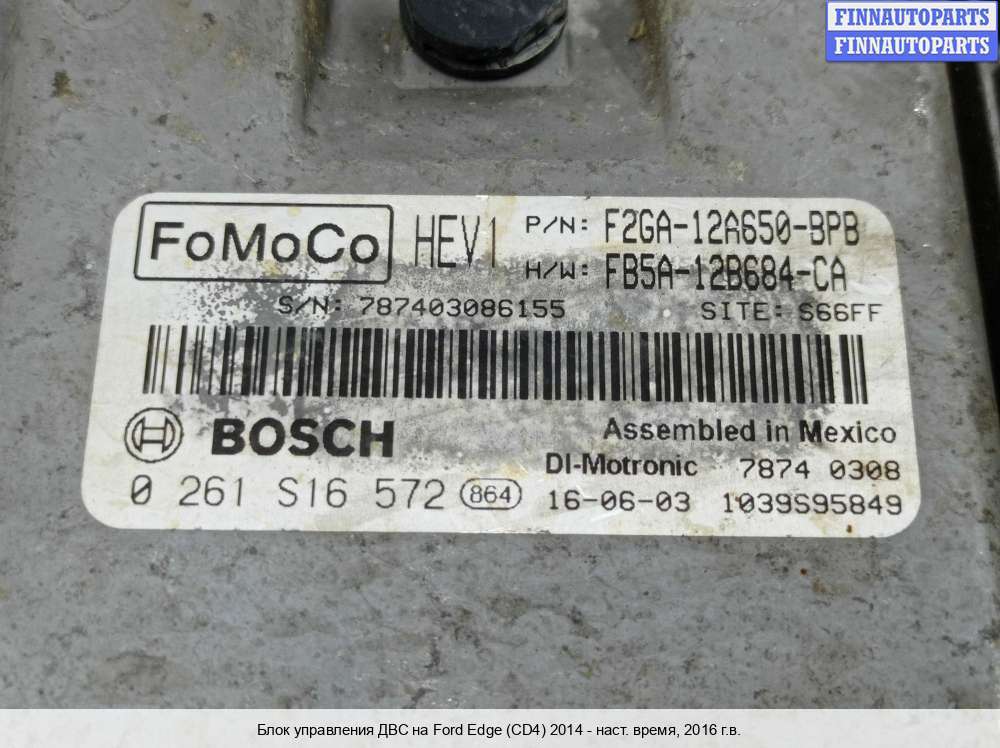 FINNAUTOPARTS
FINNAUTOPARTS
FoMoCo HEV1 P/N: F2GA-12A650-BPB
H/W: FB5A-12B684-CA
S/N: 787403086155 SITE: S66FF
BOSCH Assembled in Mexico
DI-Motronic 7874 0308
0 261 S16 572 864 16-06-03 1039S95849
Блок управления ДВС на Ford Edge (CD4) 2014 - наст. время, 2016 г.в.